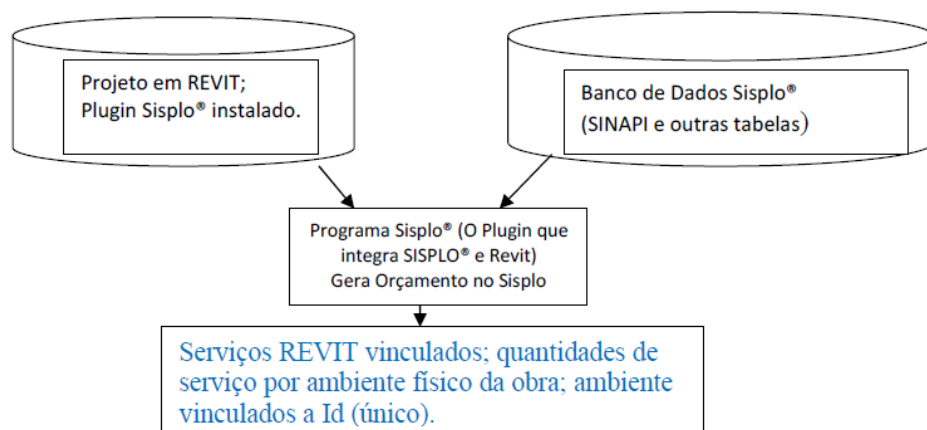 Projeto em REVIT;
Plugin Sisplo® instalado.
Banco de Dados Sisplo®
(SINAPI e outras tabelas)
Programa Sisplo® (O Plugin que
integra SISPLO® e Revit)
Gera Orçamento no Sisplo
Serviços REVIT vinculados; quantidades de
serviço por ambiente físico da obra; ambiente
vinculados a Id (único).